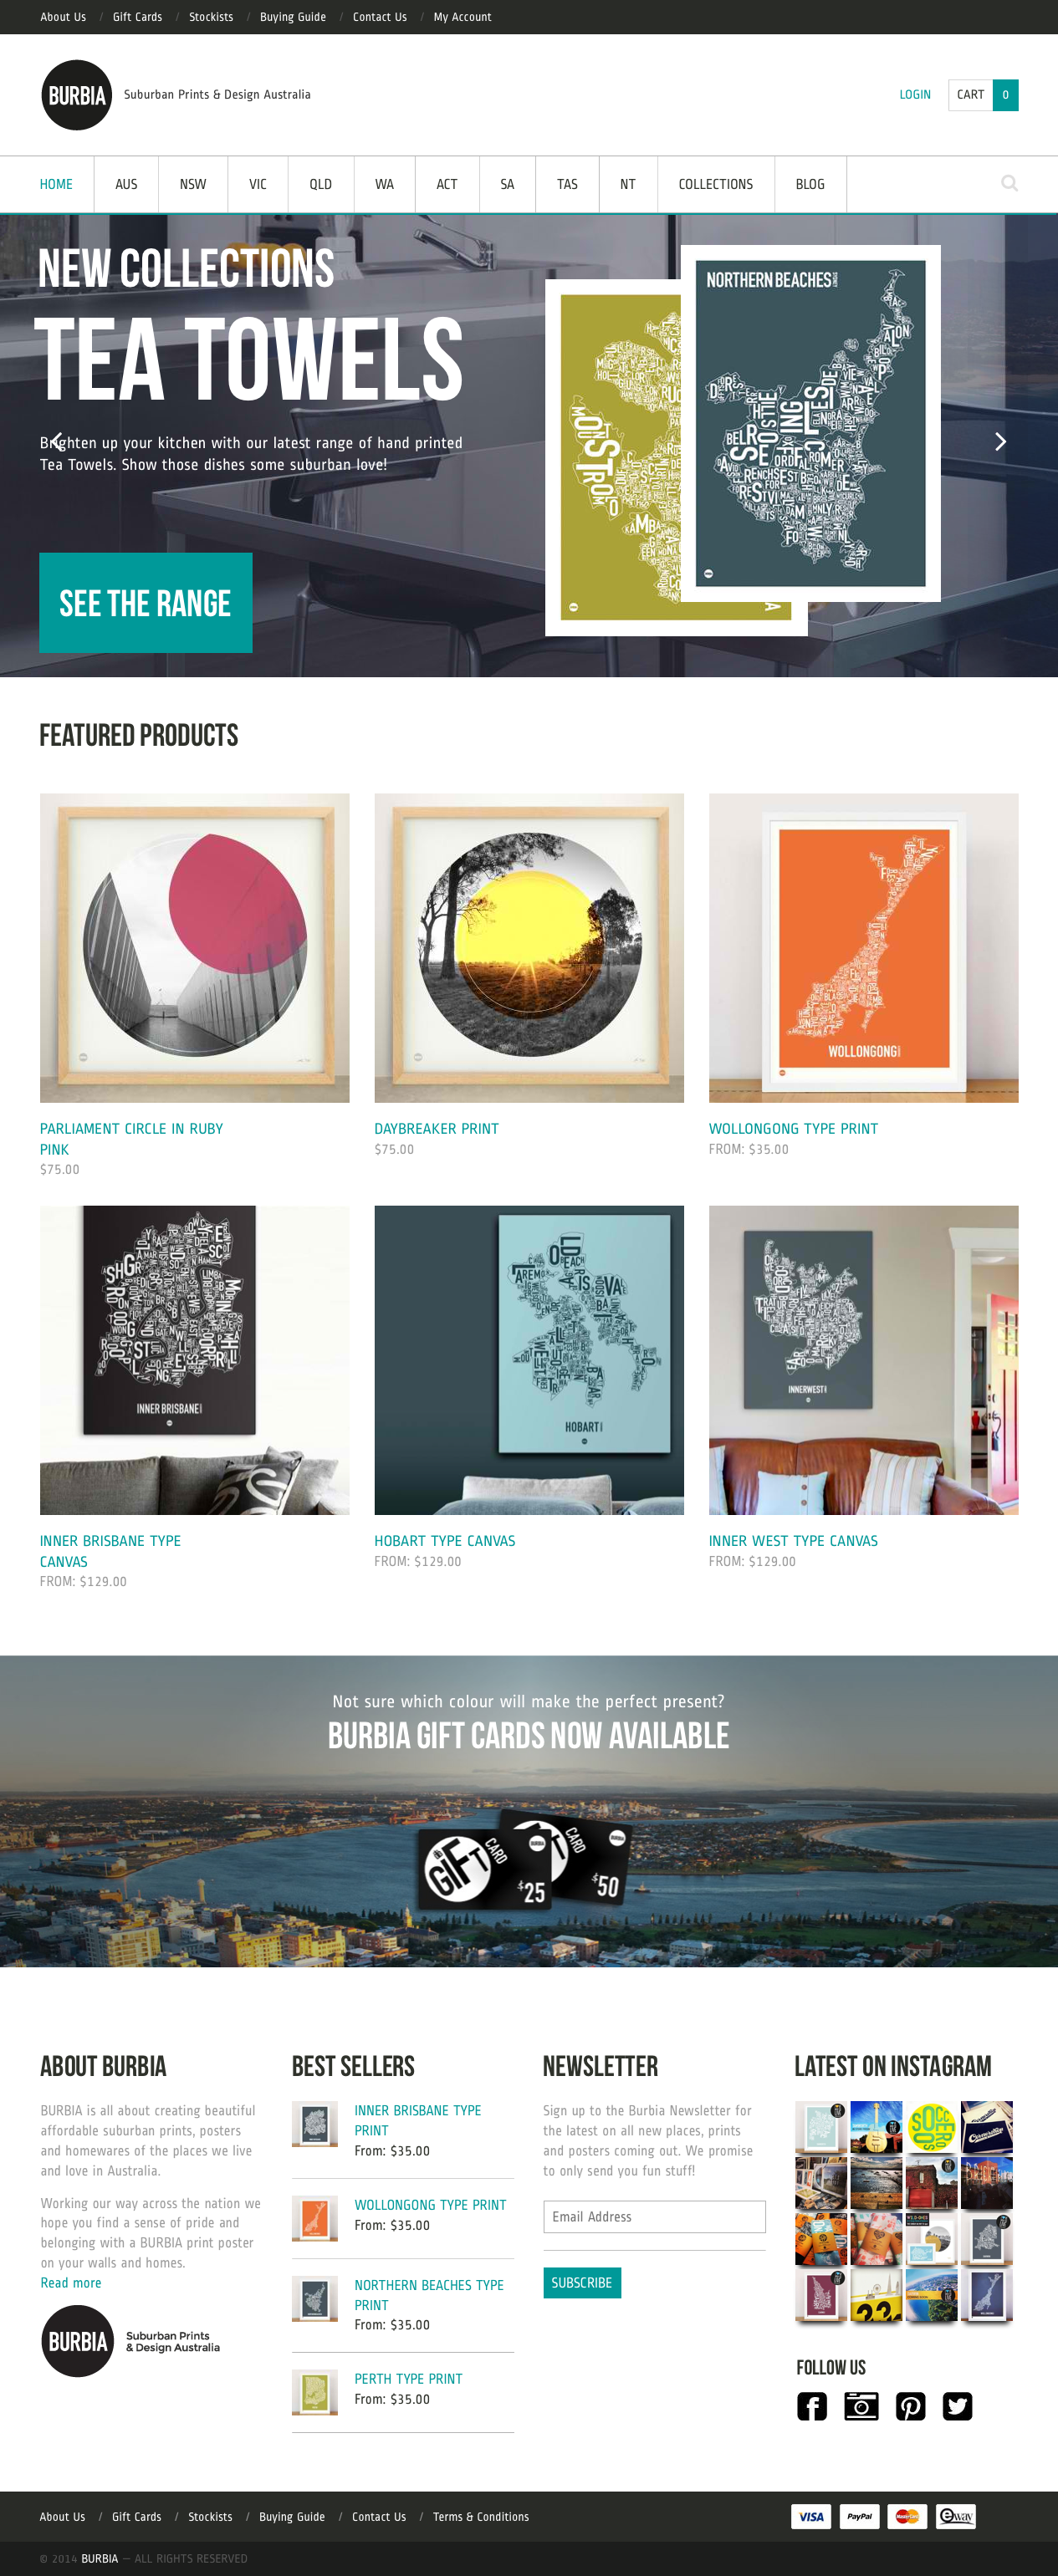 About Us / Gift Cards / Stockists / Buying Guide / Contact Us / My Account
BURBIA
Suburban Prints & Design Australia
LOGIN
CART 0
HOME AUS NSW VIC QLD WA ACT SA TAS NT COLLECTIONS BLOG
NEW COLLECTIONS
TEA TOWELS
Brighten up your kitchen with our latest range of hand printed
Tea Towels. Show those dishes some suburban love!
SEE THE RANGE
NORTHERN BEACHES
FEATURED PRODUCTS
WOLLONGONG
PARLIAMENT CIRCLE IN RUBY
PINK
$75.00
DAYBREAKER PRINT
$75.00
WOLLONGONG TYPE PRINT
FROM: $35.00
INNER BRISBANE
HOBART
INNERWEST
INNER BRISBANE TYPE
CANVAS
FROM: $129.00
HOBART TYPE CANVAS
FROM: $129.00
INNER WEST TYPE CANVAS
FROM: $129.00
Not sure which colour will make the perfect present?
BURBIA GIFT CARDS NOW AVAILABLE
GIFT CARD
$25
CARD
$50
ABOUT BURBIA
BURBIA is all about creating beautiful
affordable suburban prints, posters
and homewares of the places we live
and love in Australia.
Working our way across the nation we
hope you find a sense of pride and
belonging with a BURBIA print poster
on your walls and homes.
Read more
BURBIA
Suburban Prints
& Design Australia
BEST SELLERS
INNER BRISBANE TYPE
PRINT
From: $35.00
WOLLONGONG TYPE PRINT
From: $35.00
NORTHERN BEACHES TYPE
PRINT
From: $35.00
PERTH TYPE PRINT
From: $35.00
NEWSLETTER
Sign up to the Burbia Newsletter for
the latest on all new places, prints
and posters coming out. We promise
to only send you fun stuff!
Email Address
SUBSCRIBE
LATEST ON INSTAGRAM
SOCCEROOS
FOLLOW US
About Us / Gift Cards / Stockists / Buying Guide / Contact Us / Terms & Conditions
VISA
PayPal
MasterCard
eway
© 2014 BURBIA — ALL RIGHTS RESERVED